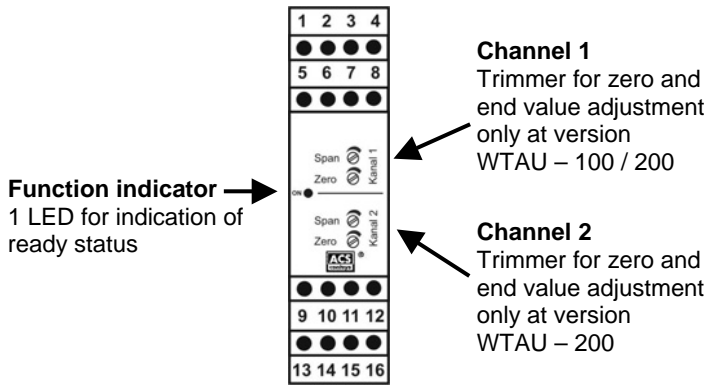 1 2 3 4
5 6 7 8
Span
Zero
Kanal 1
ON
Span
Zero
Kanal 2
ACS
®
9 10 11 12
13 14 15 16
Function indicator
1 LED for indication of
ready status
Channel 1
Trimmer for zero and
end value adjustment
only at version
WTAU – 100 / 200
Channel 2
Trimmer for zero and
end value adjustment
only at version
WTAU – 200